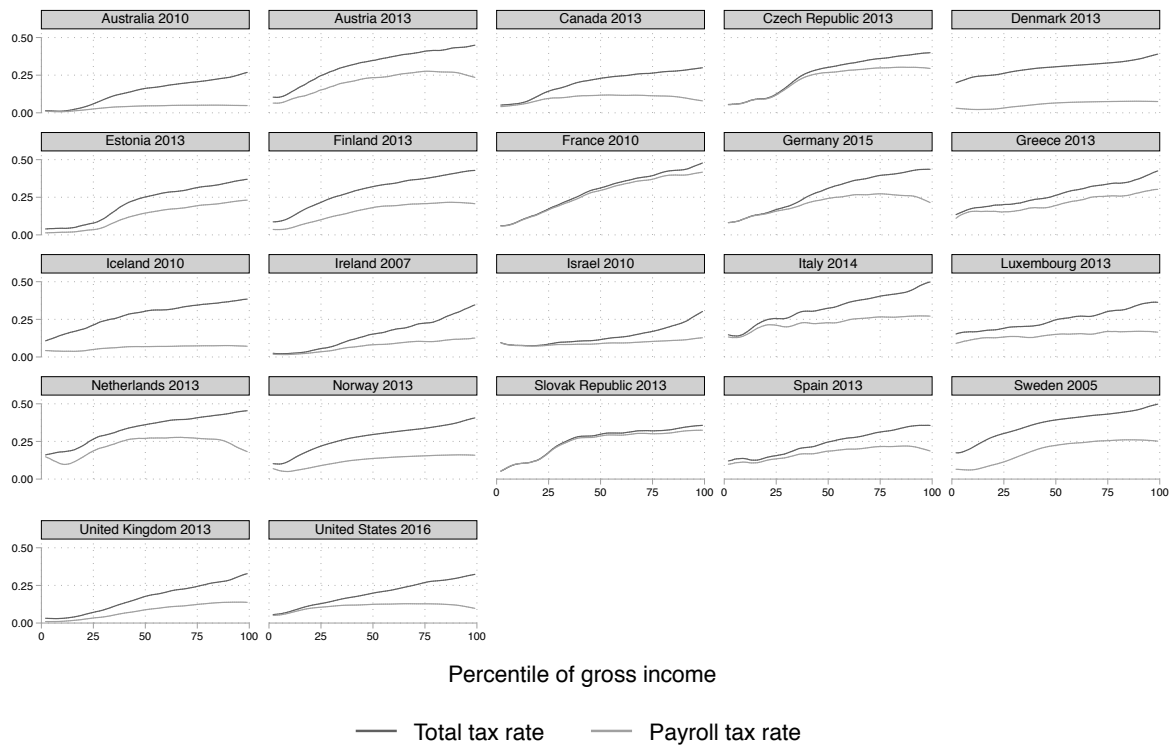 Australia 2010 Austria 2013 Canada 2013 Czech Republic 2013 Denmark 2013
0.50
0.25
0.00
Estonia 2013 Finland 2013 France 2010 Germany 2015 Greece 2013
0.50
0.25
0.00
Iceland 2010 Ireland 2007 Israel 2010 Italy 2014 Luxembourg 2013
0.50
0.25
0.00
Netherlands 2013 Norway 2013 Slovak Republic 2013 Spain 2013 Sweden 2005
0.50
0.25
0.00
0 25 50 75 100 0 25 50 75 100 0 25 50 75 100
United Kingdom 2013 United States 2016
0.50
0.25
0.00
0 25 50 75 100 0 25 50 75 100
Percentile of gross income
Total tax rate Payroll tax rate